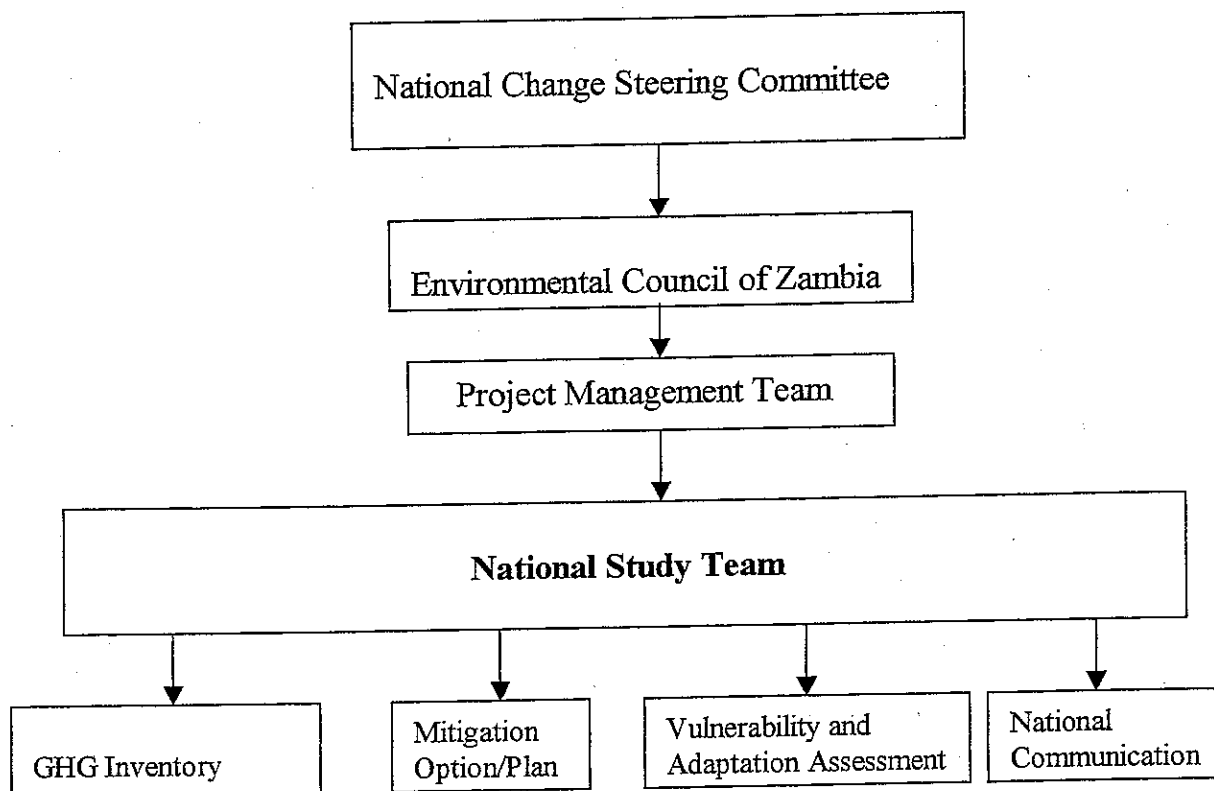 National Change Steering Committee
Environmental Council of Zambia
Project Management Team
National Study Team
GHG Inventory
Mitigation
Option/Plan
Vulnerability and
Adaptation Assessment
National
Communication